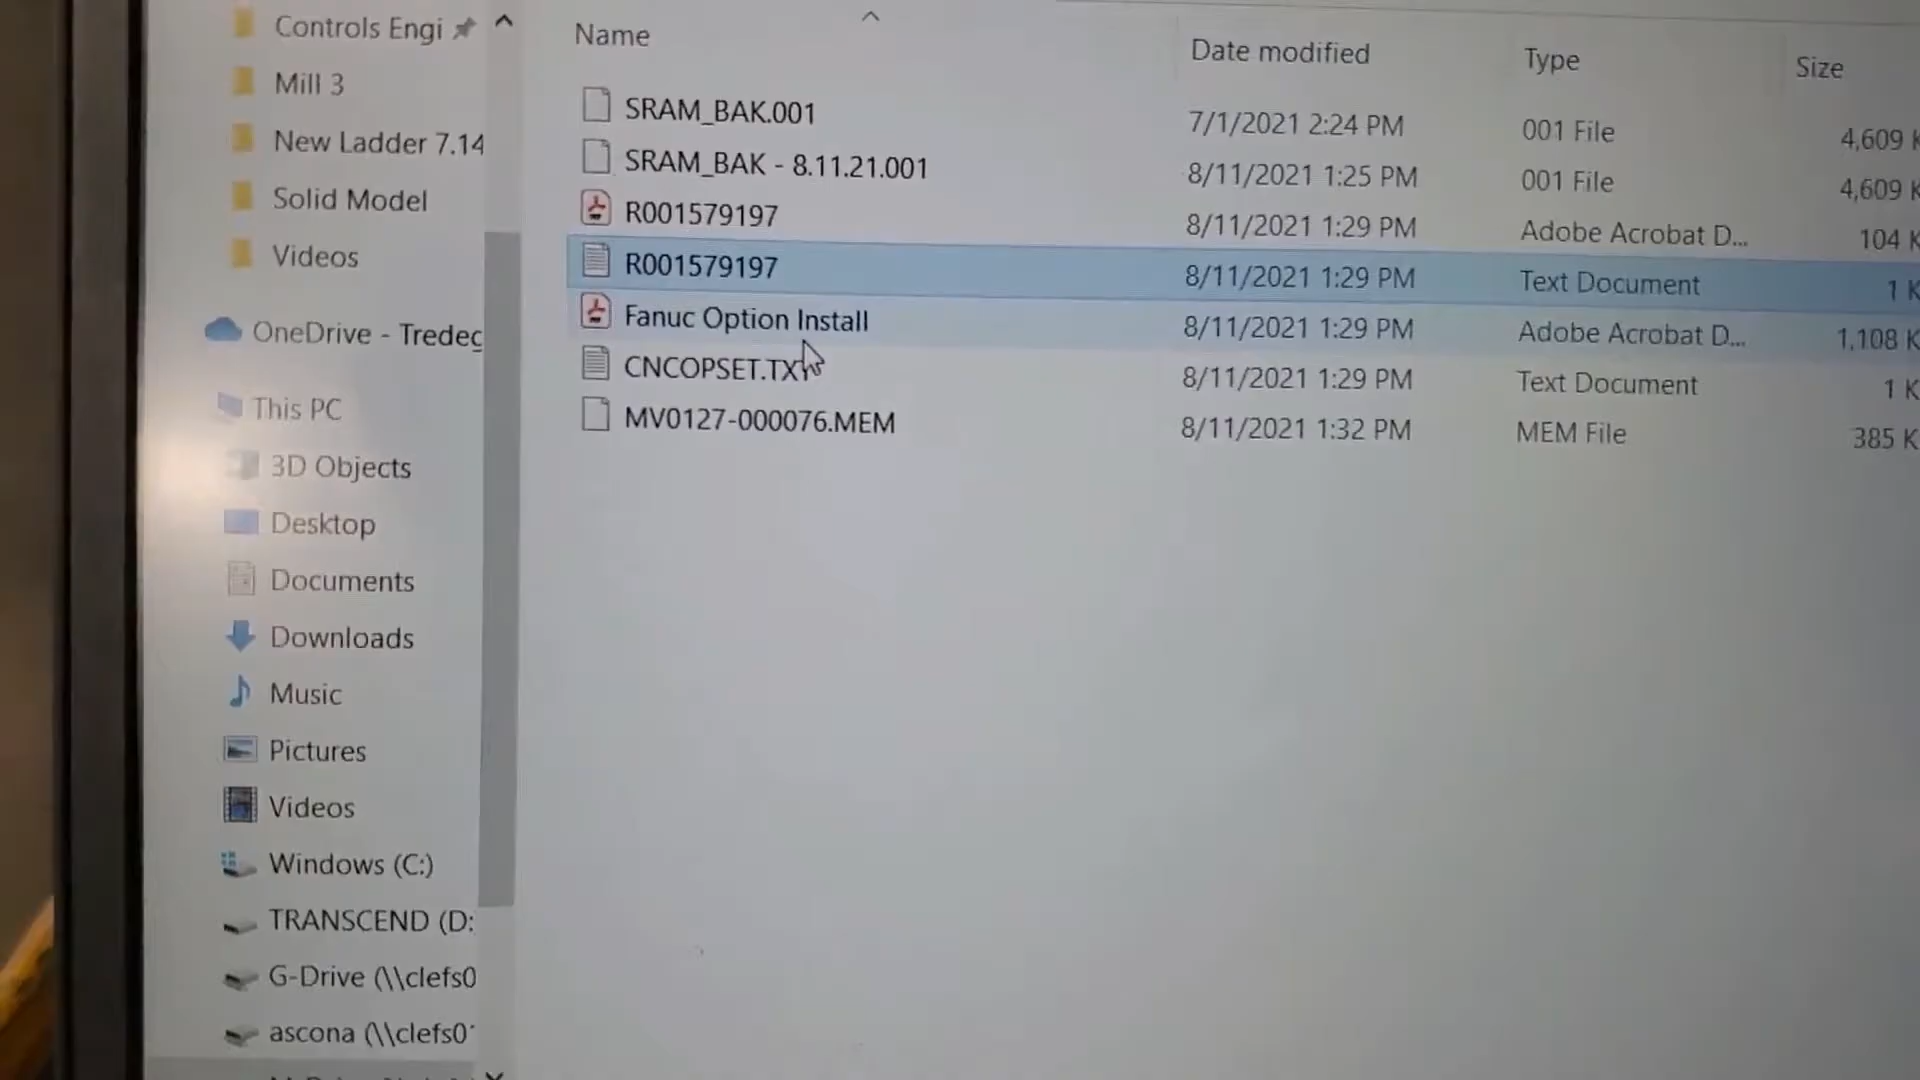 Controls Engi
Mill 3
New Ladder 7.14
Solid Model
Videos
OneDrive - Tredeg
This PC
3D Objects
Desktop
Documents
Downloads
Music
Pictures
Videos
Windows (C:)
TRANSCEND (D:
G-Drive (\\clefs0
ascona (\\clefs01
Name Date modified Type Size
SRAM_BAK.001 7/1/2021 2:24 PM 001 File 4,609 K
SRAM_BAK - 8.11.21.001 8/11/2021 1:25 PM 001 File 4,609 K
R001579197 8/11/2021 1:29 PM Adobe Acrobat D... 104 K
R001579197 8/11/2021 1:29 PM Text Document 1 K
Fanuc Option Install 8/11/2021 1:29 PM Adobe Acrobat D... 1,108 K
CNCOPSET.TXT 8/11/2021 1:29 PM Text Document 1 K
MV0127-000076.MEM 8/11/2021 1:32 PM MEM File 385 K